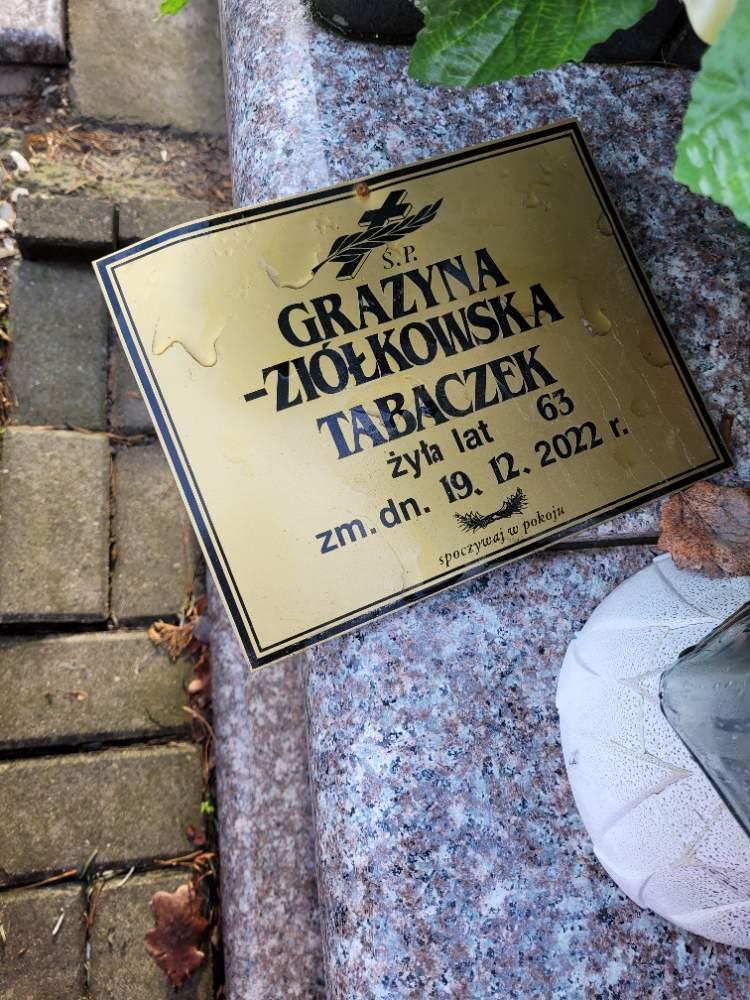 Ś.P.
GRAŻYNA
-ZIÓŁKOWSKA
TABACZEK
żyła lat 63
zm. dn. 19. 12. 2022 r.
spoczywaj w pokoju